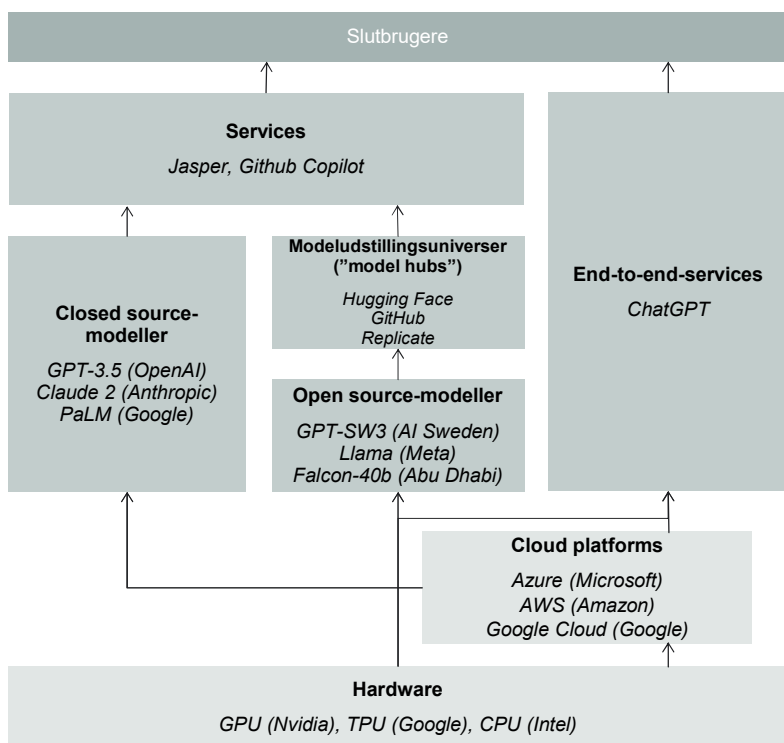 Slutbrugere
Services
Jasper, Github Copilot
Closed source-
modeller
GPT-3.5 (OpenAI)
Claude 2 (Anthropic)
PaLM (Google)
Modeludstillingsuniverser
(”model hubs”)
Hugging Face
GitHub
Replicate
Open source-modeller
GPT-SW3 (AI Sweden)
Llama (Meta)
Falcon-40b (Abu Dhabi)
End-to-end-services
ChatGPT
Cloud platforms
Azure (Microsoft)
AWS (Amazon)
Google Cloud (Google)
Hardware
GPU (Nvidia), TPU (Google), CPU (Intel)